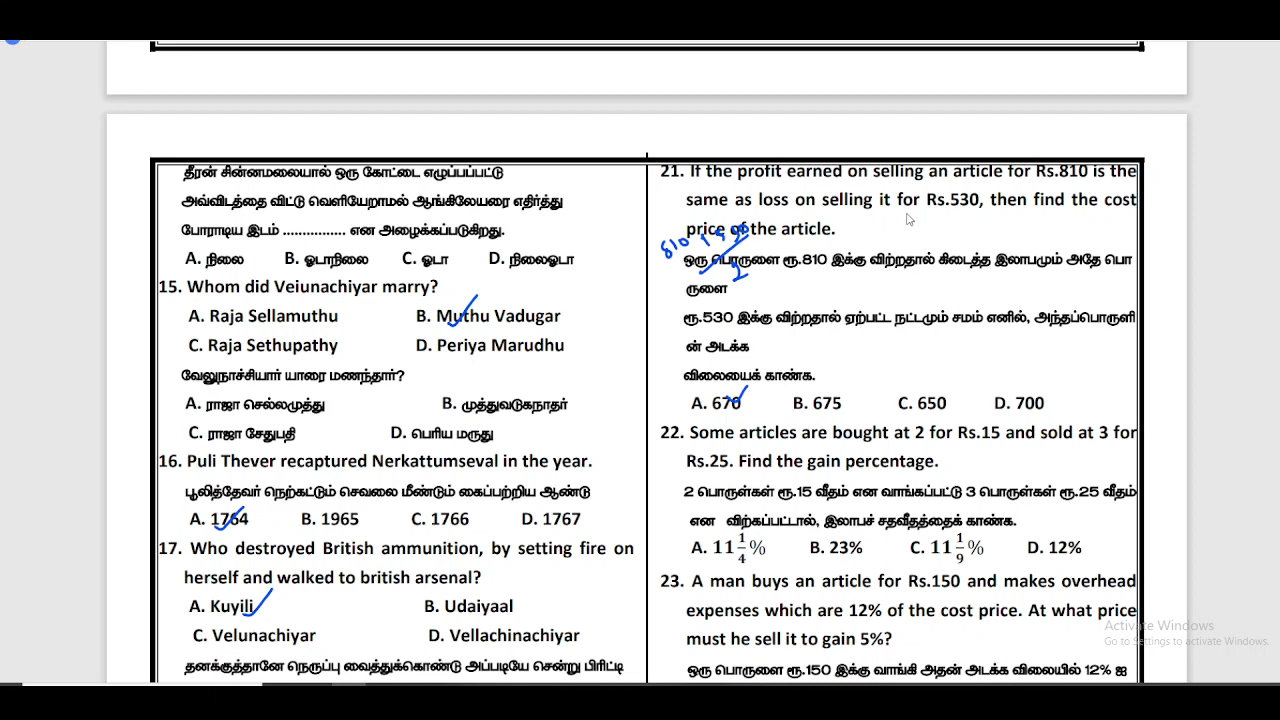 தீரன் சின்னமலையால் ஒரு கோட்டை எழுப்பப்பட்டு
அவ்விடத்தை விட்டு வெளியேறாமல் ஆங்கிலேயரை எதிர்த்து
போராடிய இடம் ................ என அழைக்கப்படுகிறது.
A. நிலை B. ஓடாநிலை C. ஓடா D. நிலைஓடா
15. Whom did Veiunachiyar marry?
A. Raja Sellamuthu B. Muthu Vadugar
C. Raja Sethupathy D. Periya Marudhu
வேலுநாச்சியார் யாரை மணந்தார்?
A. ராஜா செல்லமுத்து B. முத்துவடுகநாதர்
C. ராஜா சேதுபதி D. பெரிய மருது
16. Puli Thever recaptured Nerkattumseval in the year.
பூலித்தேவர் நெற்கட்டும் செவலை மீண்டும் கைப்பற்றிய ஆண்டு
A. 1764 B. 1965 C. 1766 D. 1767
17. Who destroyed British ammunition, by setting fire on
herself and walked to british arsenal?
A. Kuyili B. Udaiyaal
C. Velunachiyar D. Vellachinachiyar
தனக்குத்தானே நெருப்பு வைத்துக்கொண்டு அப்படியே சென்று பிரிட்டி
21. If the profit earned on selling an article for Rs.810 is the
same as loss on selling it for Rs.530, then find the cost
price of the article.
810
2
ஒரு பொருளை ரூ.810 இக்கு விற்றதால் கிடைத்த இலாபமும் அதே பொ
ருளை
ரூ.530 இக்கு விற்றதால் ஏற்பட்ட நட்டமும் சமம் எனில், அந்தப்பொருளி
ன் அடக்க
விலையைக் காண்க.
A. 670 B. 675 C. 650 D. 700
22. Some articles are bought at 2 for Rs.15 and sold at 3 for
Rs.25. Find the gain percentage.
2 பொருள்கள் ரூ.15 வீதம் என வாங்கப்பட்டு 3 பொருள்கள் ரூ.25 வீதம்
என விற்கப்பட்டால், இலாபச் சதவீதத்தைக் காண்க.
A. 11 1/4 % B. 23% C. 11 1/9 % D. 12%
23. A man buys an article for Rs.150 and makes overhead
expenses which are 12% of the cost price. At what price
must he sell it to gain 5%?
ஒரு பொருளை ரூ.150 இக்கு வாங்கி அதன் அடக்க விலையில் 12% ஐ
Activate Windows
Go to Settings to activate Windows.